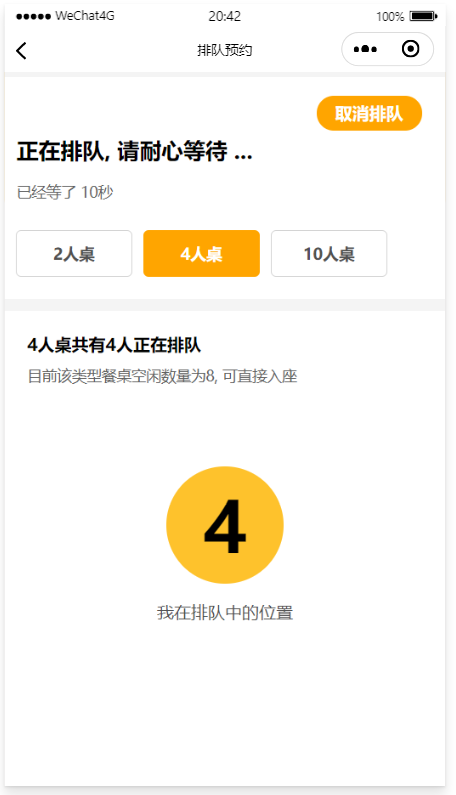 WeChat4G 20:42 100%
排队预约
取消排队
正在排队, 请耐心等待 ...
已经等了 10秒
2人桌 4人桌 10人桌
4人桌共有4人正在排队
目前该类型餐桌空闲数量为8, 可直接入座
4
我在排队中的位置